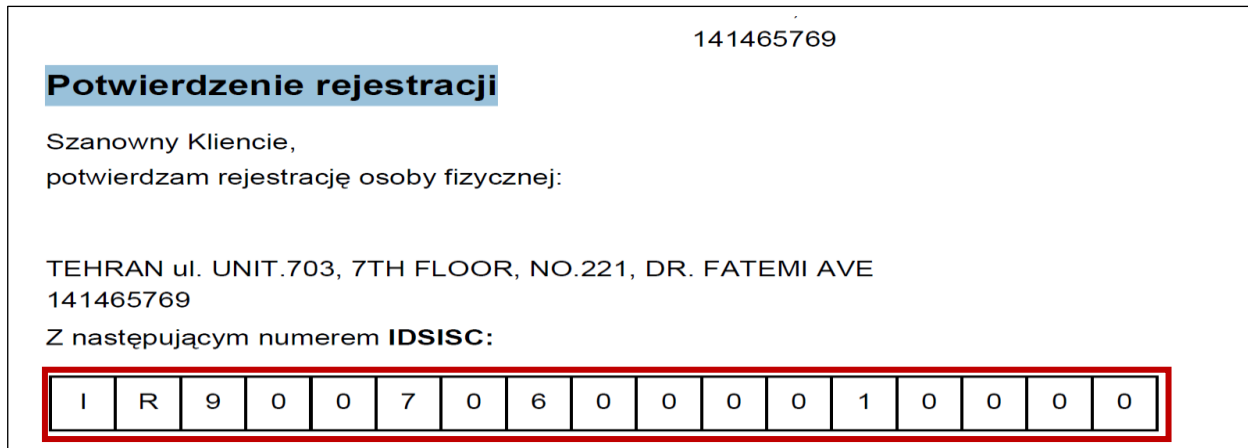 141465769
Potwierdzenie rejestracji
Szanowny Kliencie,
potwierdzam rejestrację osoby fizycznej:
TEHRAN ul. UNIT.703, 7TH FLOOR, NO.221, DR. FATEMI AVE
141465769
Z następującym numerem IDSISC:
I R 9 0 0 7 0 6 0 0 0 0 1 0 0 0 0